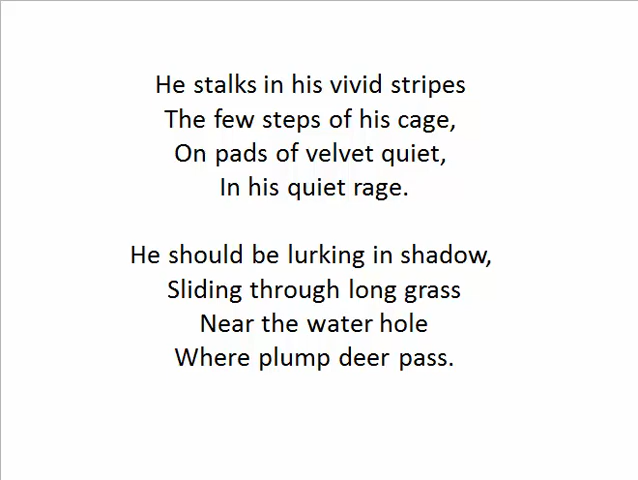 He stalks in his vivid stripes
The few steps of his cage,
On pads of velvet quiet,
In his quiet rage.
He should be lurking in shadow,
Sliding through long grass
Near the water hole
Where plump deer pass.